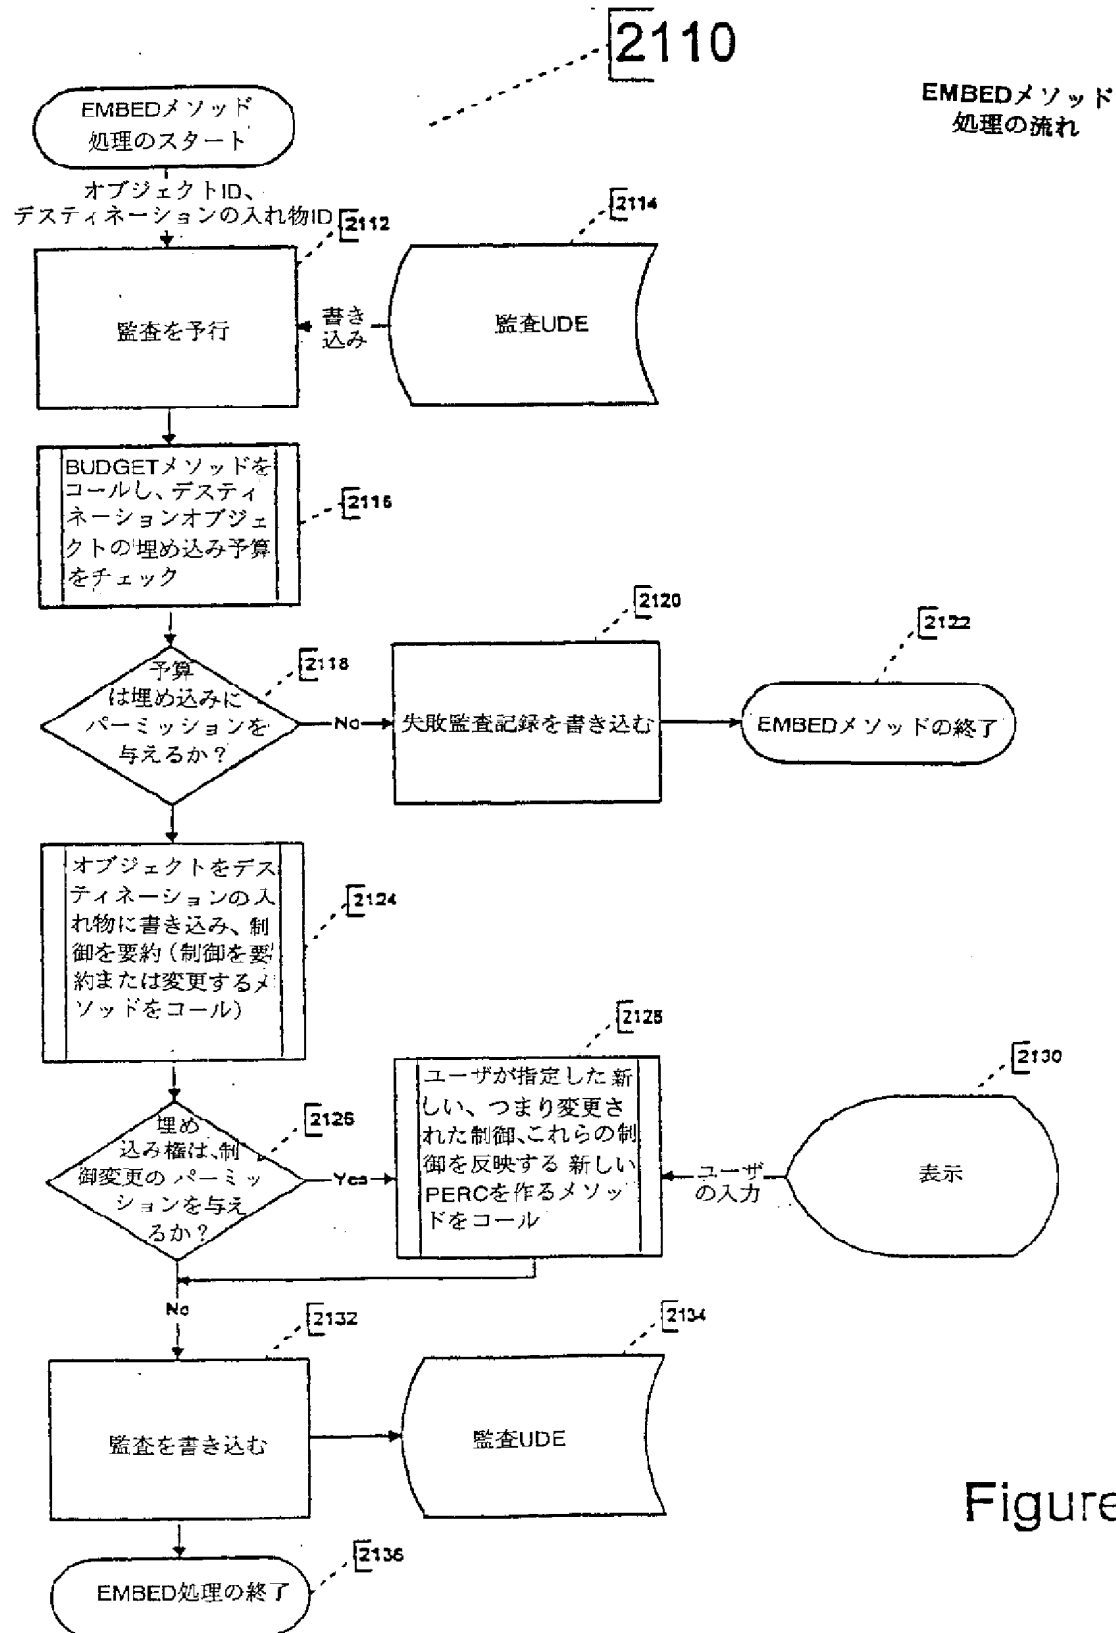 2110
EMBEDメソッド
処理の流れ
EMBEDメソッド
処理のスタート
オブジェクトID、
デスティネーションの入れ物ID
2112
監査を予行
書き
込み
2114
監査UDE
BUDGETメソッドを
コールし、デスティ
ネーションオブジェ
クトの埋め込み予算
をチェック
2116
予算
は埋め込みに
パーミッションを
与えるか?
2118
No
2120
失敗監査記録を書き込む
2122
EMBEDメソッドの終了
オブジェクトをデス
ティネーションの入
れ物に書き込み、制
御を要約(制御を要
約または変更するメ
ソッドをコール)
2124
埋め
込み権は、制
御変更の パーミッ
ションを与え
るか?
2126
Yes
2128
ユーザが指定した 新
しい、つまり変更さ
れた制御、これらの制
御を反映する 新しい
PERCを作るメソッ
ドをコール
ユーザ
の入力
2130
表示
No
2132
監査を書き込む
2134
監査UDE
Figure
2136
EMBED処理の終了